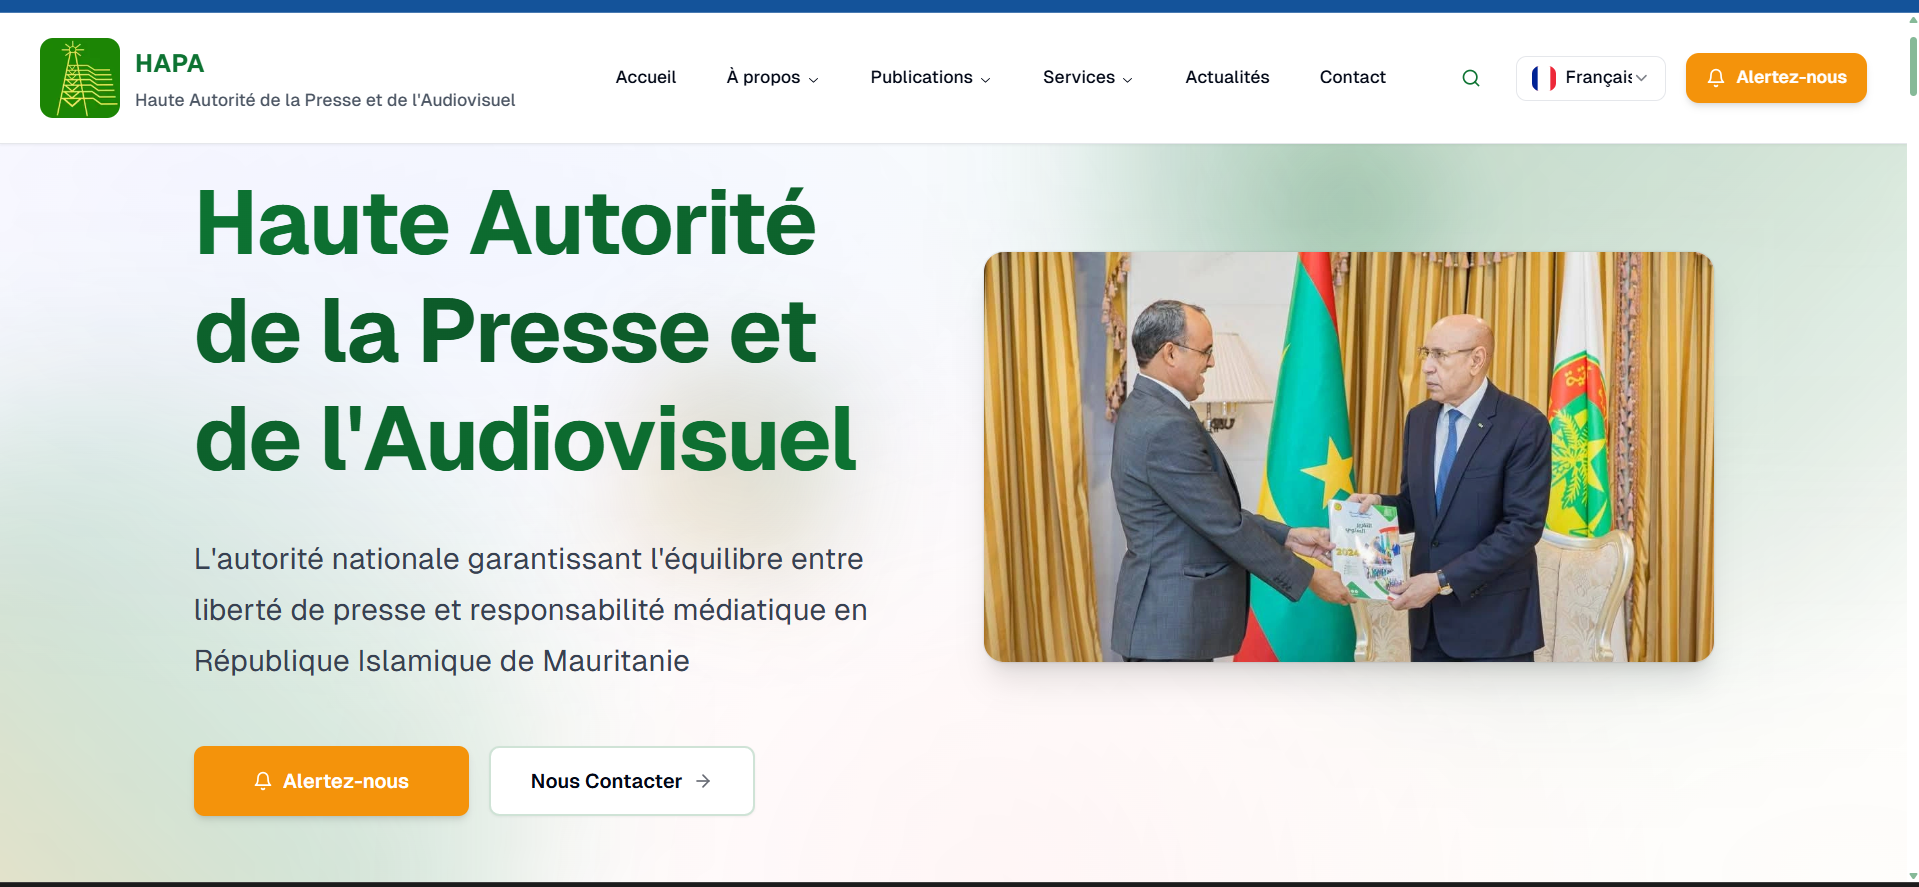 HAPA
Haute Autorité de la Presse et de l'Audiovisuel
Accueil
À propos
Publications
Services
Actualités
Contact
Français
Alertez-nous
Haute Autorité
de la Presse et
de l'Audiovisuel
L'autorité nationale garantissant l'équilibre entre
liberté de presse et responsabilité médiatique en
République Islamique de Mauritanie
Alertez-nous
Nous Contacter
2024